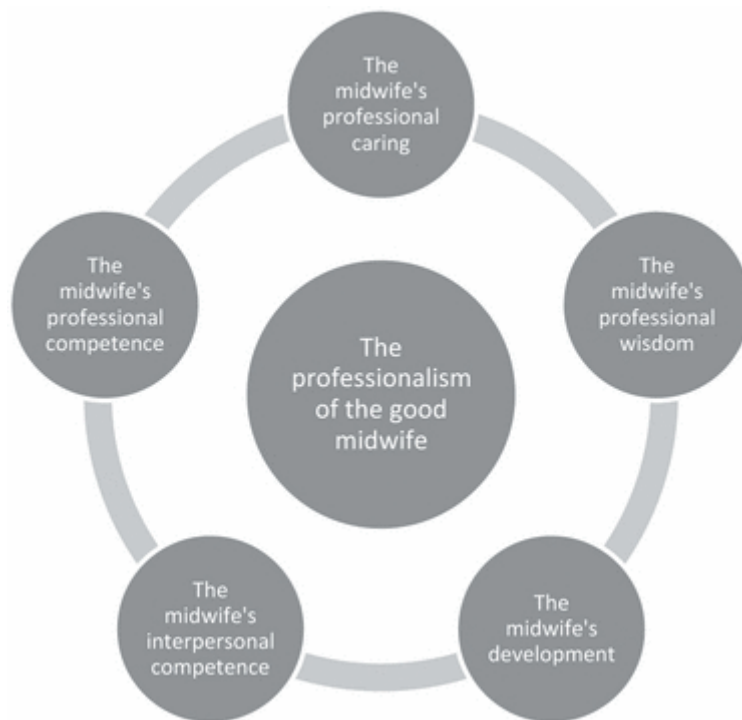 The
midwife's
professional
caring
The
midwife's
professional
wisdom
The
midwife's
development
The
midwife's
interpersonal
competence
The
midwife's
professional
competence
The
professionalism
of the good
midwife